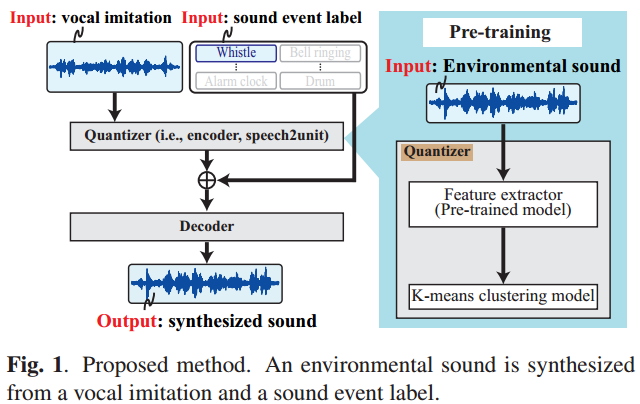 Input: vocal imitation
Input: sound event label
Whistle
Bell ringing
Alarm clock
Drum
Quantizer (i.e., encoder, speech2unit)
Decoder
Output: synthesized sound
Pre-training
Input: Environmental sound
Quantizer
Feature extractor
(Pre-trained model)
K-means clustering model
Fig. 1. Proposed method. An environmental sound is synthesized
from a vocal imitation and a sound event label.